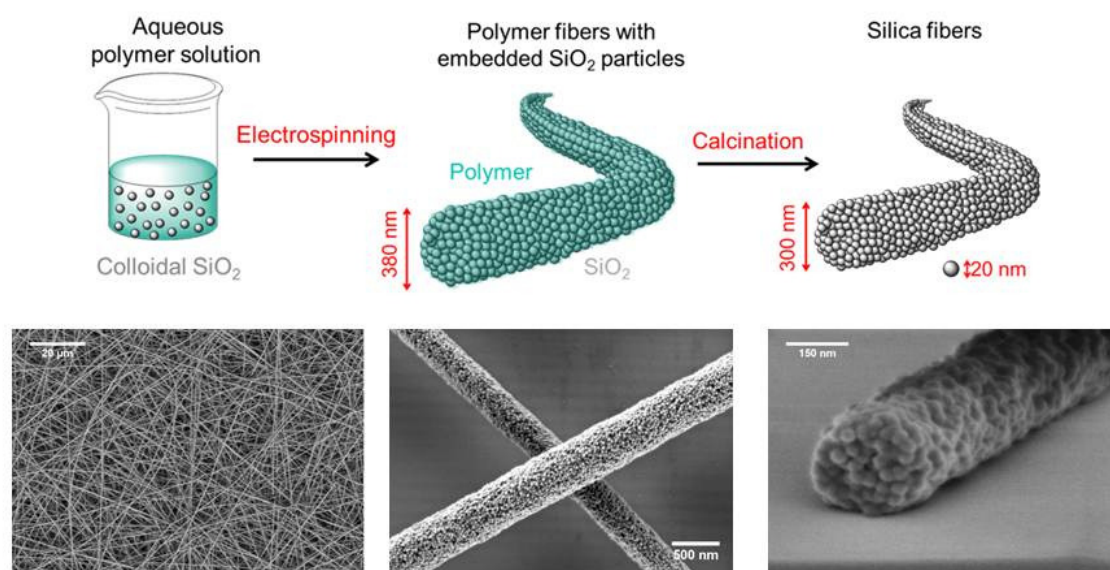 Aqueous
polymer solution
Polymer fibers with
embedded SiO₂ particles
Silica fibers
Electrospinning
Calcination
Polymer
380 nm
300 nm
Colloidal SiO₂
SiO₂
20 nm
20 µm
500 nm
150 nm